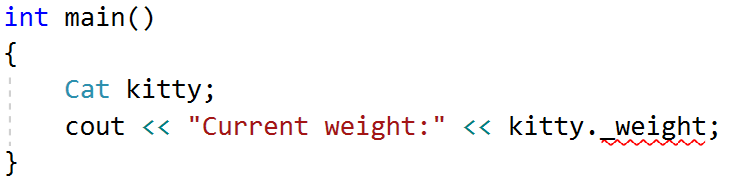 int main()
{
    Cat kitty;
    cout << "Current weight:" << kitty._weight;
}